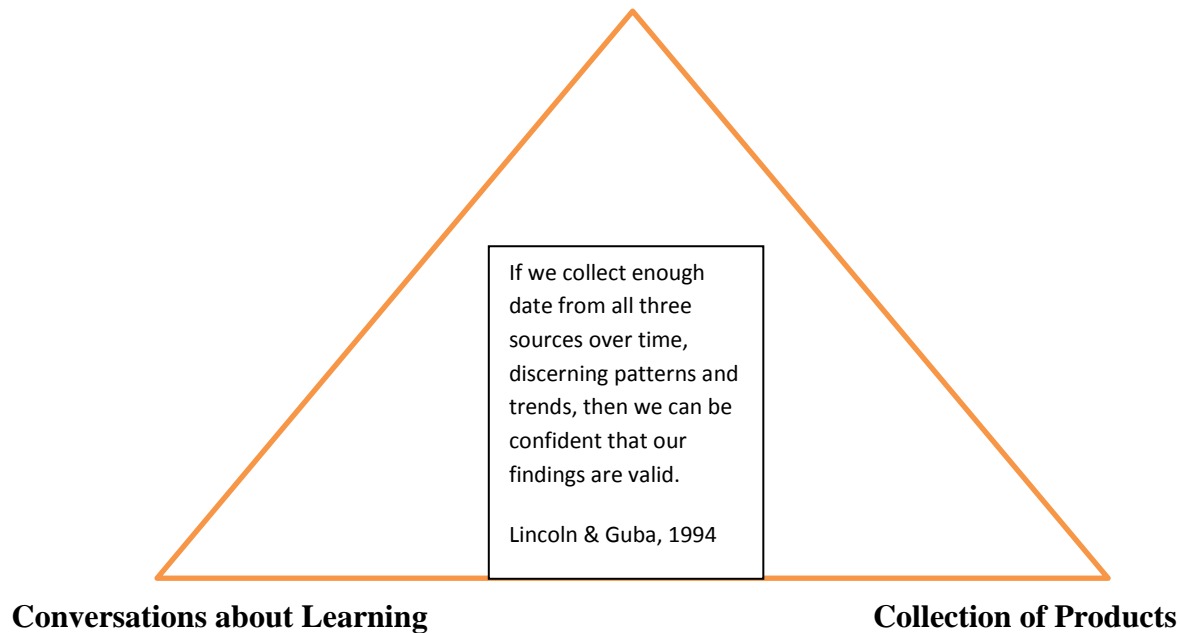 If we collect enough
date from all three
sources over time,
discerning patterns and
trends, then we can be
confident that our
findings are valid.
Lincoln & Guba, 1994
Conversations about Learning
Collection of Products